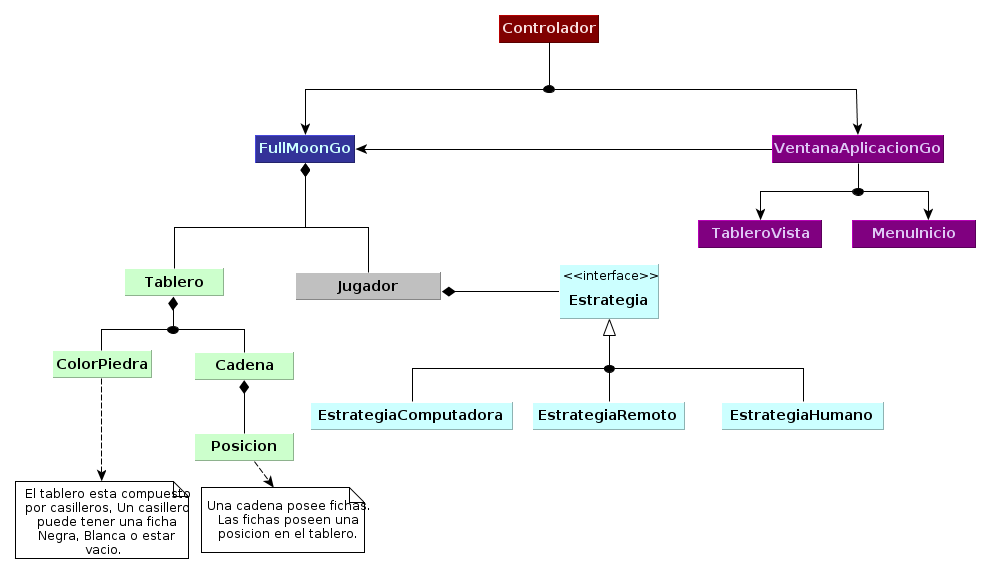 Controlador
FullMoonGo
VentanaAplicacionGo
TableroVista
MenuInicio
Tablero
Jugador
<<interface>>
Estrategia
ColorPiedra
Cadena
EstrategiaComputadora
EstrategiaRemoto
EstrategiaHumano
Posicion
El tablero esta compuesto
por casilleros, Un casillero
puede tener una ficha
Negra, Blanca o estar
vacio.
Una cadena posee fichas.
Las fichas poseen una
posicion en el tablero.